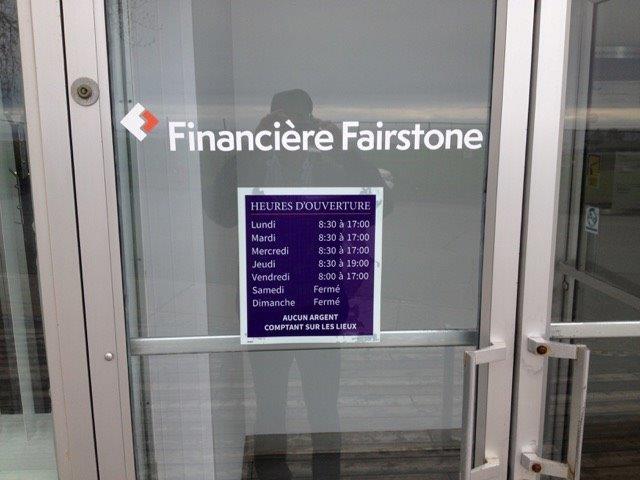 Financière Fairstone
HEURES D'OUVERTURE
Lundi 8:30 à 17:00
Mardi 8:30 à 17:00
Mercredi 8:30 à 17:00
Jeudi 8:30 à 19:00
Vendredi 8:00 à 17:00
Samedi Fermé
Dimanche Fermé
AUCUN ARGENT
COMPTANT SUR LES LIEUX